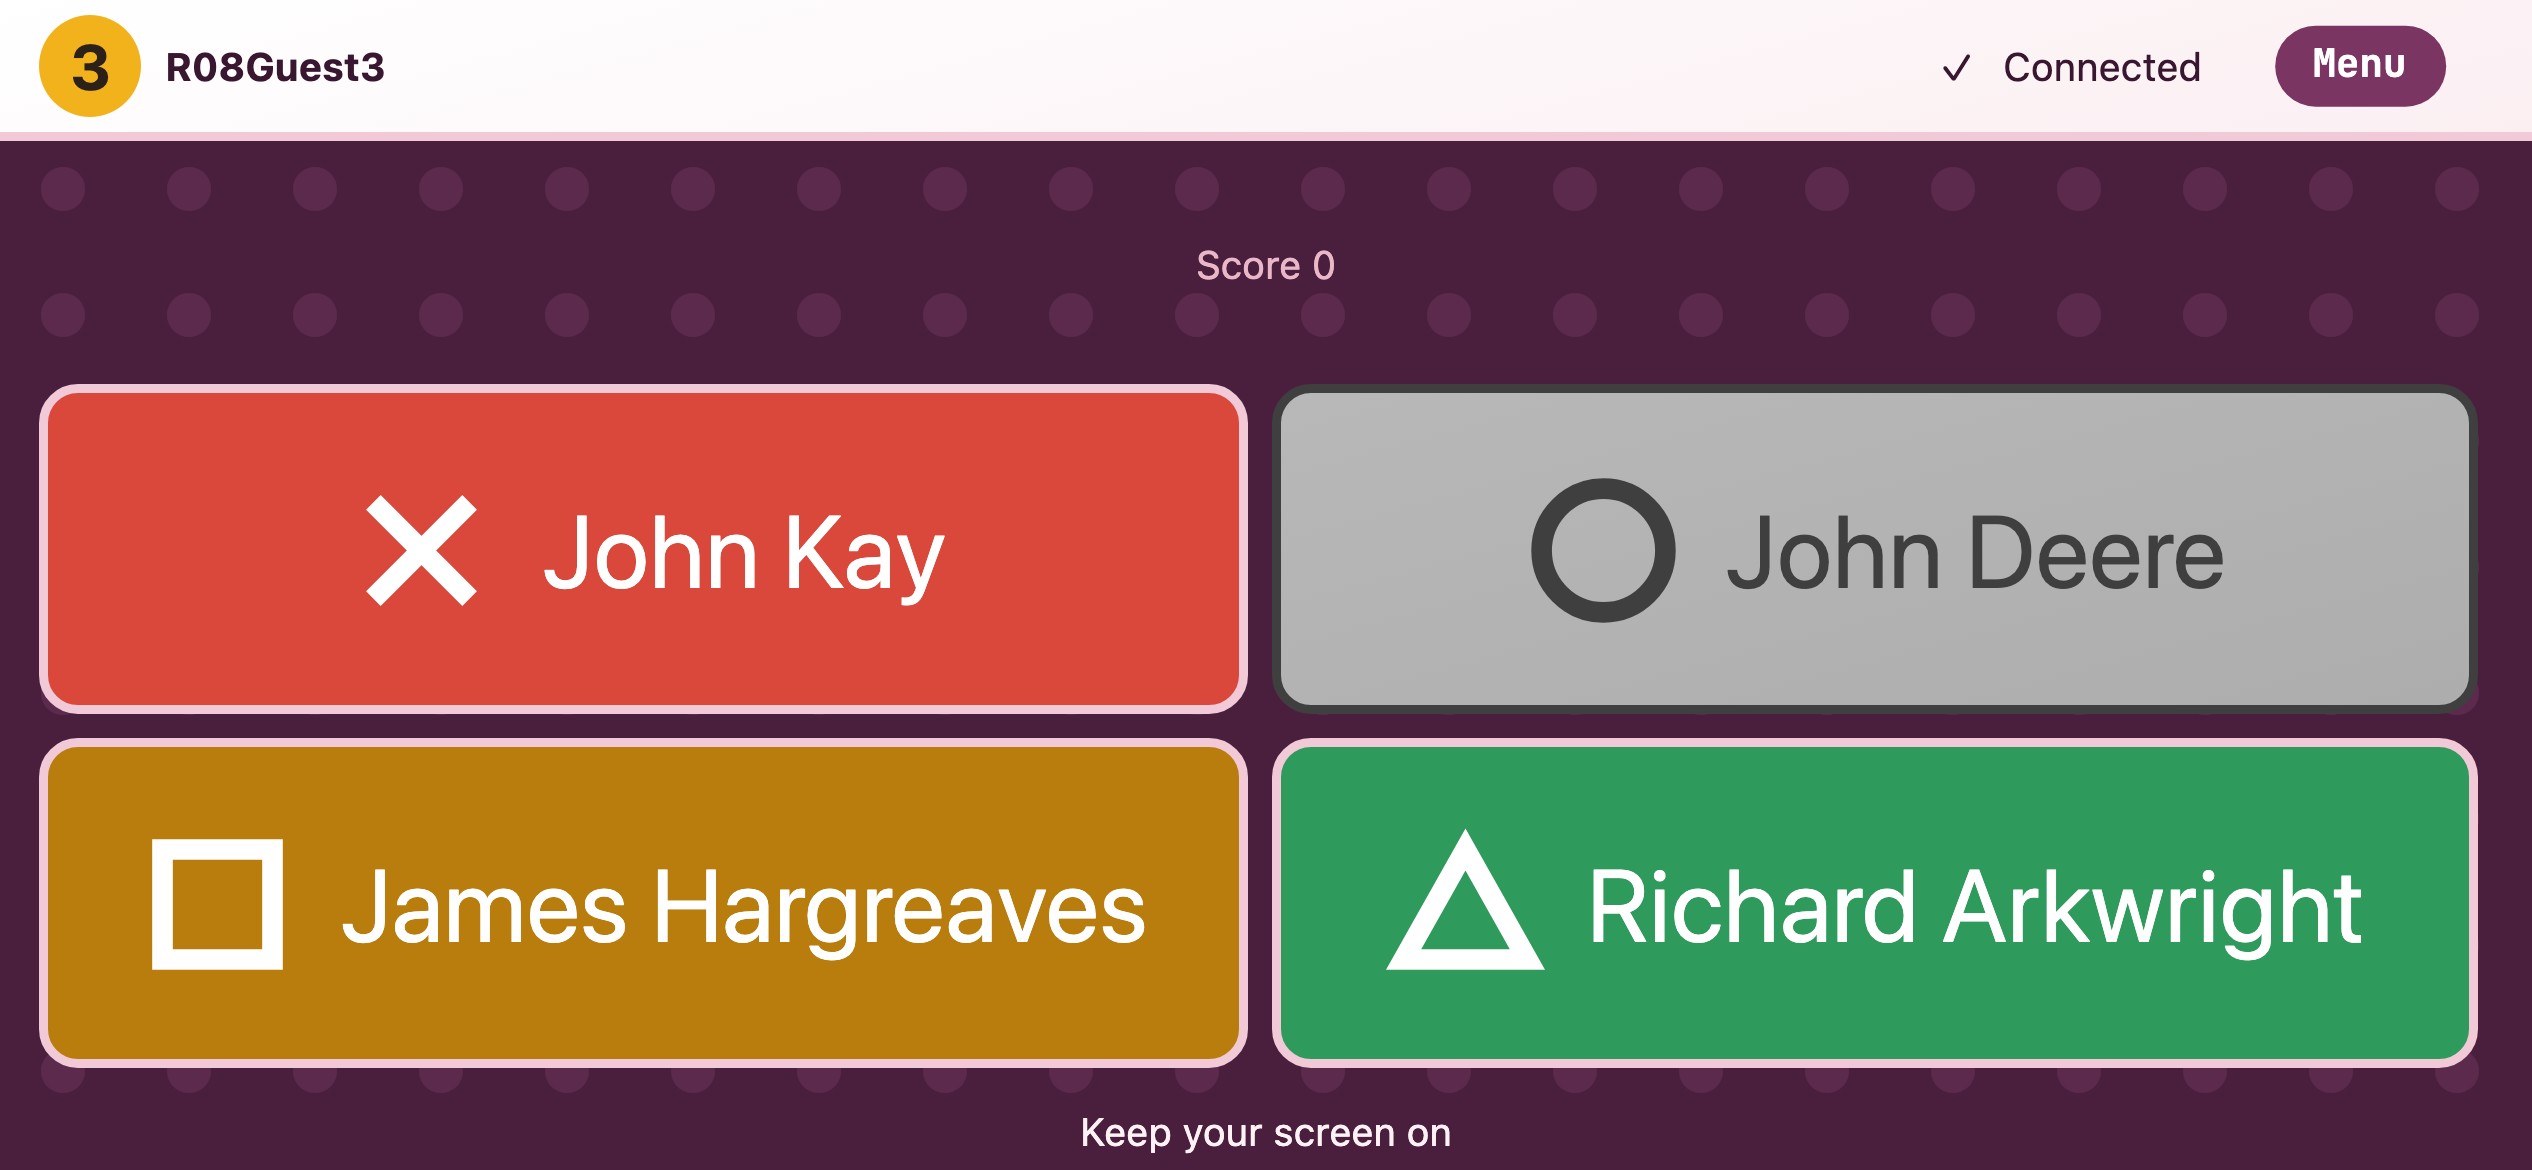 3 R08Guest3 ✓ Connected Menu
Score 0
John Kay
John Deere
James Hargreaves
Richard Arkwright
Keep your screen on